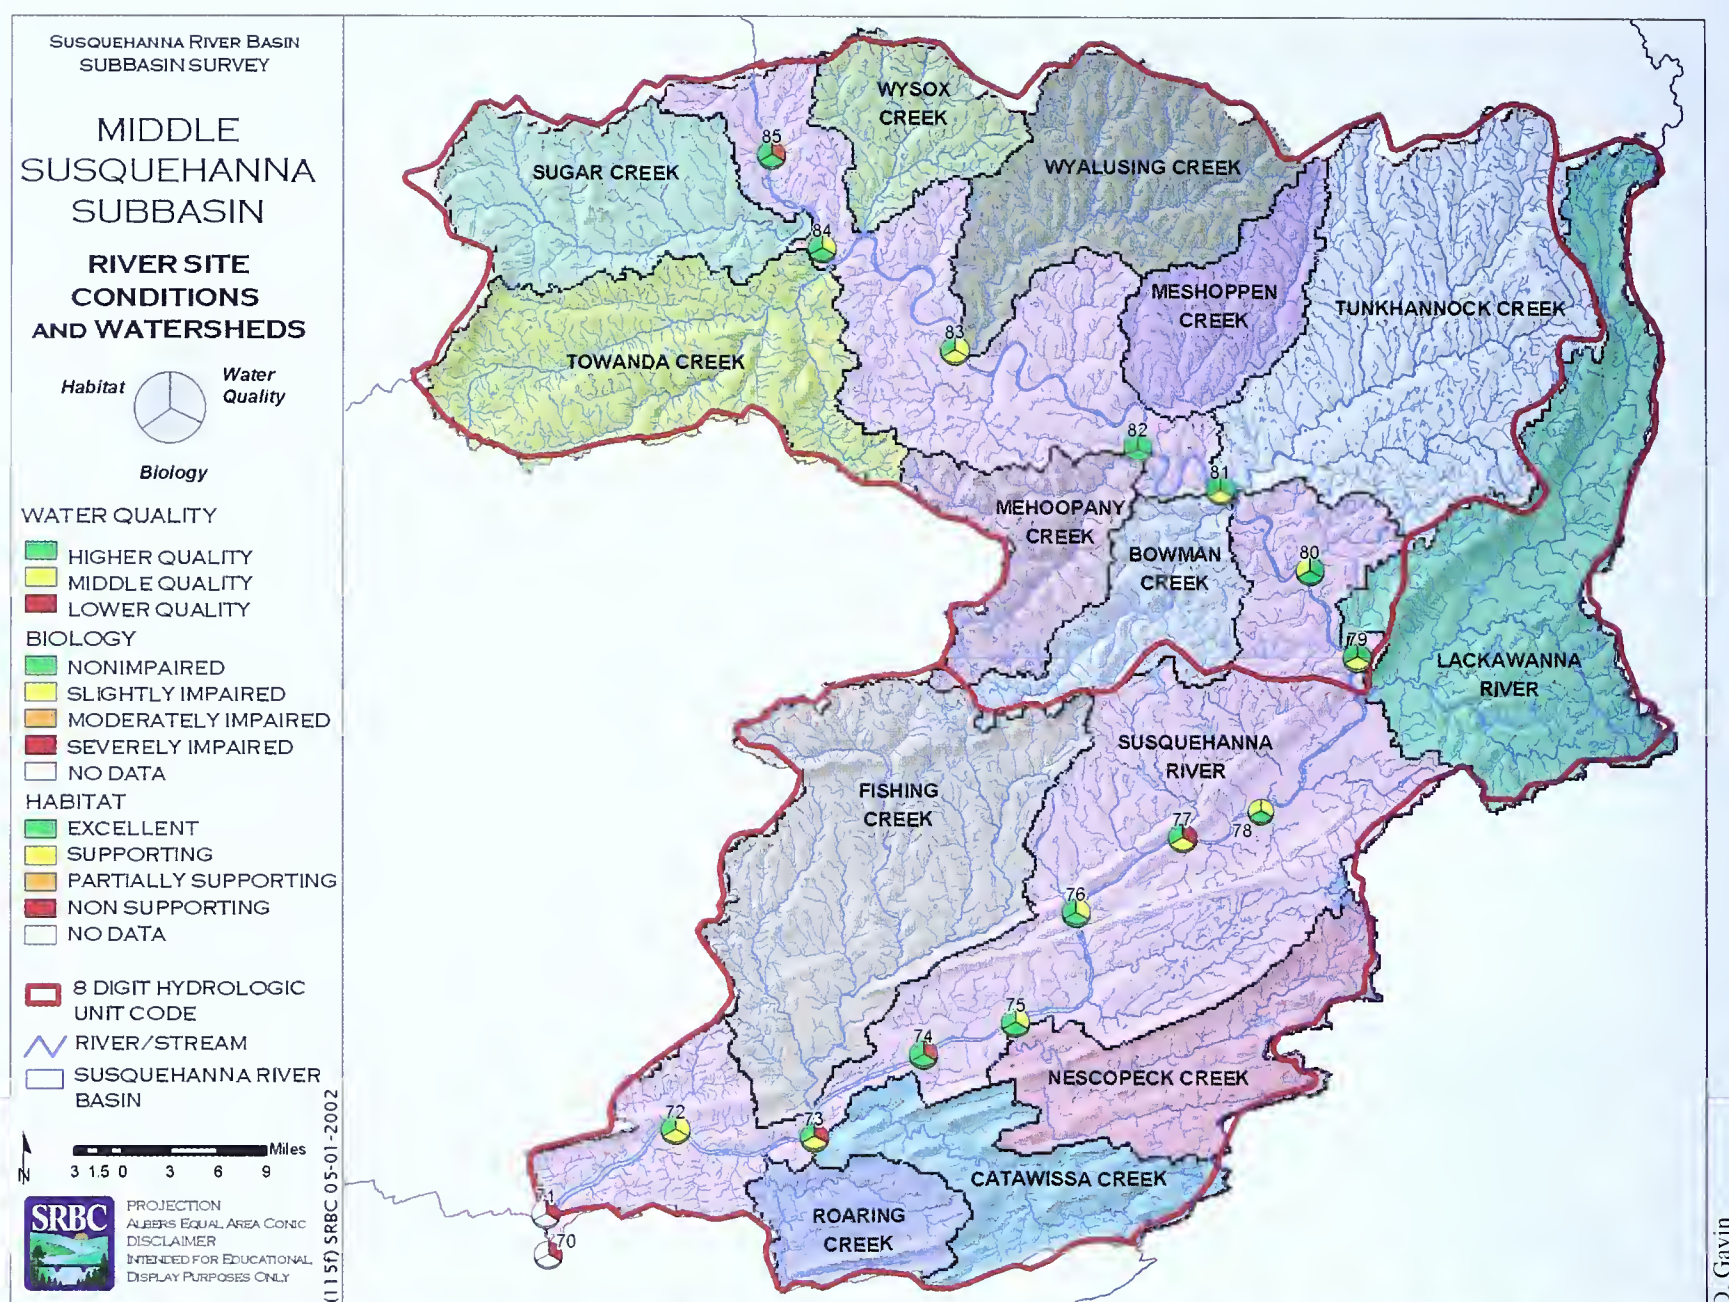 SUSQUEHANNA RIVER BASIN
SUBBASIN SURVEY
MIDDLE
SUSQUEHANNA
SUBBASIN
RIVER SITE
CONDITIONS
AND WATERSHEDS
Habitat
Water
Quality
Biology
WATER QUALITY
HIGHER QUALITY
MIDDLE QUALITY
LOWER QUALITY
BIOLOGY
NONIMPAIRED
SLIGHTLY IMPAIRED
MODERATELY IMPAIRED
SEVERELY IMPAIRED
NO DATA
HABITAT
EXCELLENT
SUPPORTING
PARTIALLY SUPPORTING
NON SUPPORTING
NO DATA
8 DIGIT HYDROLOGIC
UNIT CODE
RIVER/STREAM
SUSQUEHANNA RIVER
BASIN
N
Miles
3 1.5 0 3 6 9
SRBC
PROJECTION
ALBERS EQUAL AREA CONIC
DISCLAIMER
INTENDED FOR EDUCATIONAL
DISPLAY PURPOSES ONLY
(115f) SRBC 05-01-2002
WYSOX
CREEK
85
SUGAR CREEK
WYALUSING CREEK
84
MESHOPPEN
CREEK
TUNKHANNOCK CREEK
83
TOWANDA CREEK
82
81
MEHOOPANY
CREEK
BOWMAN
CREEK
80
79
LACKAWANNA
RIVER
SUSQUEHANNA
RIVER
FISHING
CREEK
77
78
76
75
74
NESCOPECK CREEK
72
73
CATAWISSA CREEK
71
ROARING
CREEK
70
D. Gavin